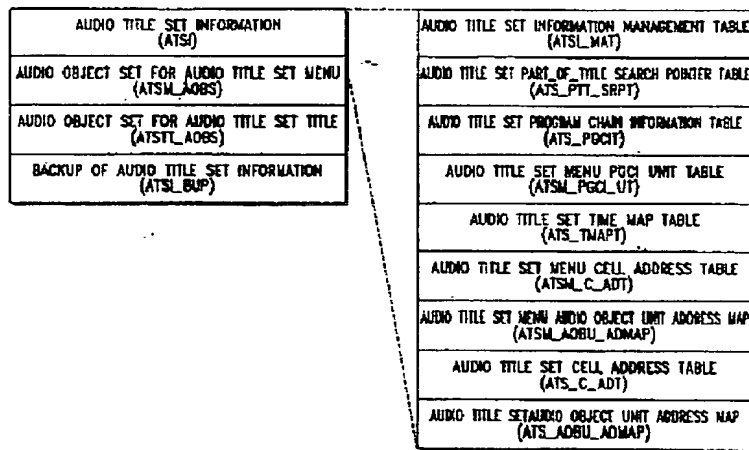 AUDIO TITLE SET INFORMATION
(ATSI)
AUDIO OBJECT SET FOR AUDIO TITLE SET MENU
(ATSM_AOBS)
AUDIO OBJECT SET FOR AUDIO TITLE SET TITLE
(ATSTT_AOBS)
BACKUP OF AUDIO TITLE SET INFORMATION
(ATSI_BUP)
AUDIO TITLE SET INFORMATION MANAGEMENT TABLE
(ATSI_MAT)
AUDIO TITLE SET PART_OF_TITLE SEARCH POINTER TABLE
(ATS_PTT_SRPT)
AUDIO TITLE SET PROGRAM CHAIN INFORMATION TABLE
(ATS_PGCIT)
AUDIO TITLE SET MENU PGCI UNIT TABLE
(ATSM_PGCI_UT)
AUDIO TITLE SET TIME MAP TABLE
(ATS_TMAPT)
AUDIO TITLE SET MENU CELL ADDRESS TABLE
(ATSM_C_ADT)
AUDIO TITLE SET MENU AUDIO OBJECT UNIT ADDRESS MAP
(ATSM_AOBU_ADMAP)
AUDIO TITLE SET CELL ADDRESS TABLE
(ATS_C_ADT)
AUDIO TITLE SETAUDIO OBJECT UNIT ADDRESS MAP
(ATS_AOBU_ADMAP)